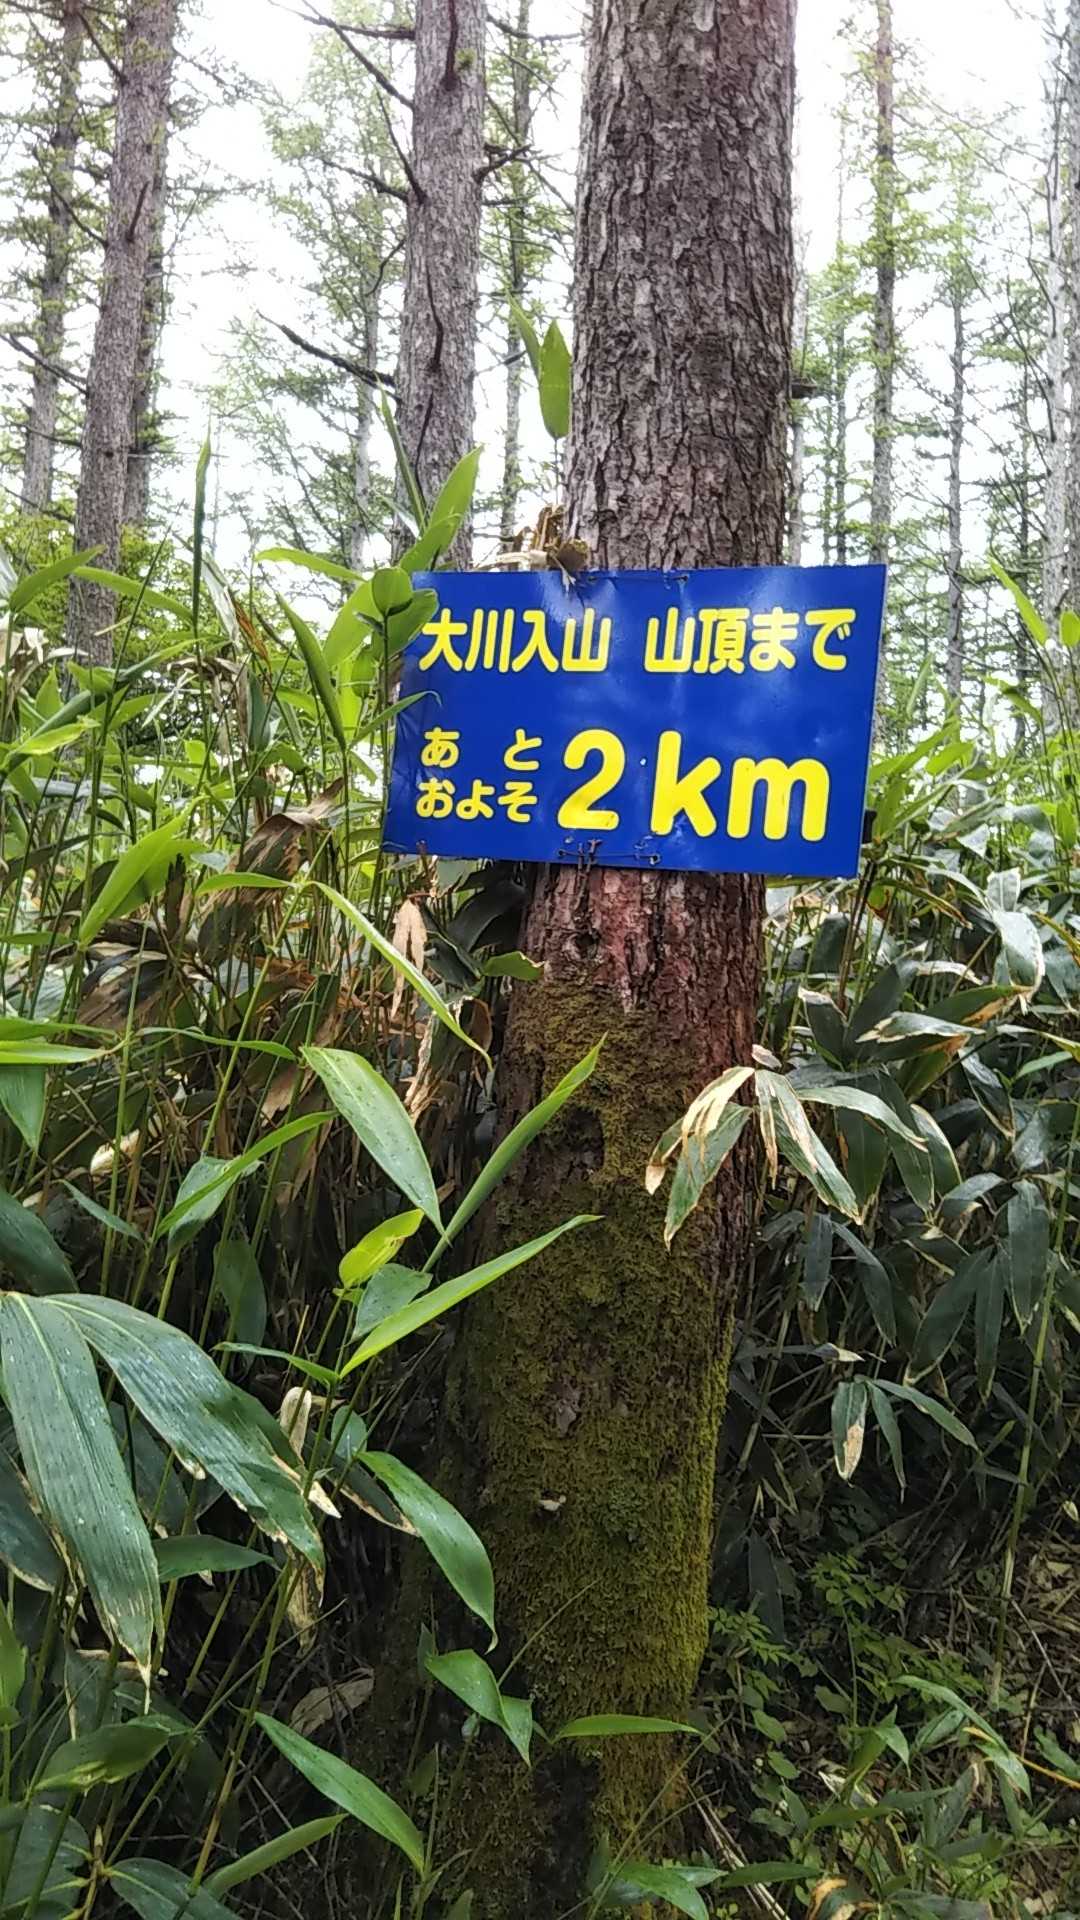 大川入山 山頂まで
あと
およそ 2km